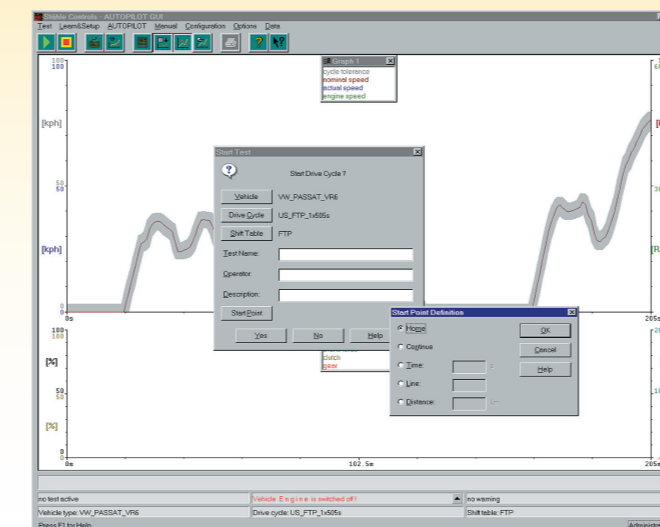 Stähle Controls - AUTOPILOT GUI
Test Learn&Setup AUTOPILOT Manual Configuration Options Data
Graph 1
cycle tolerance
nominal speed
actual speed
engine speed
100
100
[kph]
50
50
[kph]
0
0
0s
205s
Start Test
Start Drive Cycle ?
Vehicle VW_PASSAT_VR6
Drive Cycle US_FTP_1x505s
Shift Table FTP
Test Name:
Operator:
Description:
Start Point
Yes No Help
Start Point Definition
Home OK
Continue Cancel
Time: s Help
Line:
Distance:
clutch
gear
100
100
[%]
50
50
[%]
0
0
0m 102.5m 205m
no test active Vehicle Engine is switched off! no warning
Vehicle type: VW_PASSAT_VR6 Drive cycle: US_FTP_1x505s Shift table: FTP
Press F1 for Help